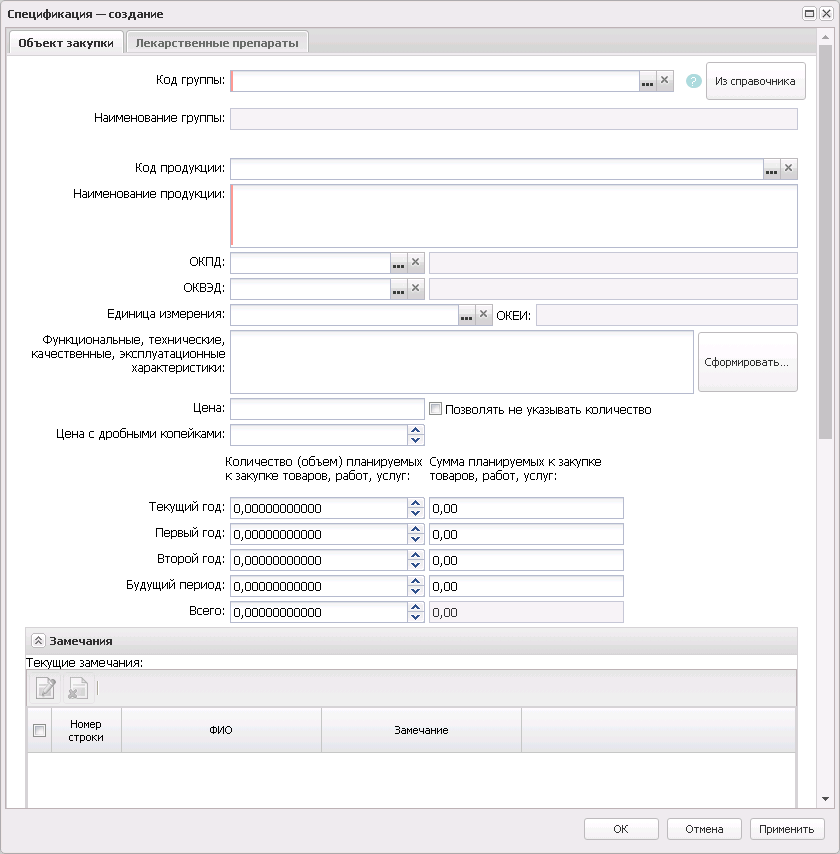 Спецификация — создание
Объект закупки Лекарственные препараты
Код группы: ... ? Из справочника
Наименование группы:
Код продукции: ...
Наименование продукции:
ОКПД: ...
ОКВЭД: ...
Единица измерения: ... ОКЕИ:
Функциональные, технические,
качественные, эксплуатационные
характеристики:
Сформировать...
Цена: Позволять не указывать количество
Цена с дробными копейками:
Количество (объем) планируемых
к закупке товаров, работ, услуг:
Сумма планируемых к закупке
товаров, работ, услуг:
Текущий год: 0,00000000000 0,00
Первый год: 0,00000000000 0,00
Второй год: 0,00000000000 0,00
Будущий период: 0,00000000000 0,00
Всего: 0,00000000000 0,00
Замечания
Текущие замечания:
Номер
строки
ФИО
Замечание
ОК Отмена Применить